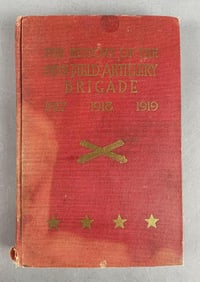 THE HISTORY OF THE
FIELD ARTILLERY
BRIGADE
1917 1918 1919